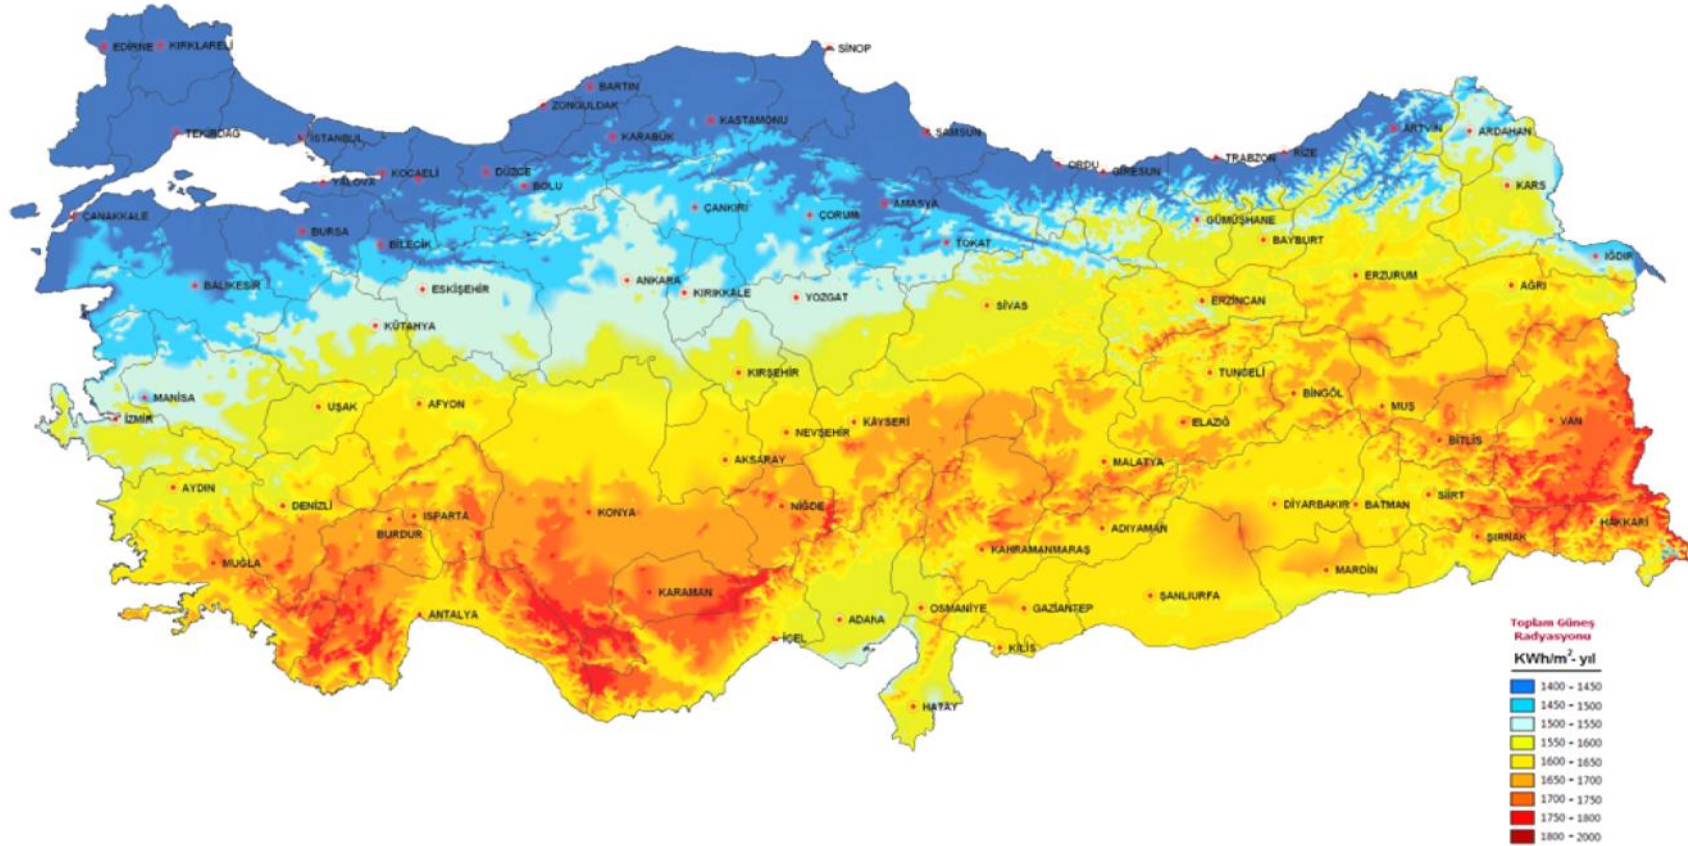 EDİRNE
KIRKLARELİ
SİNOP
BARTIN
ZONGULDAK
KASTAMONU
TEKİRDAĞ
İSTANBUL
KARABÜK
SAMSUN
ARTVİN
ARDAHAN
ORDU
GİRESUN
TRABZON
RİZE
YALOVA
KOCAELİ
DÜZCE
BOLU
KARS
ÇANAKKALE
ÇANKIRI
ÇORUM
AMASYA
GÜMÜŞHANE
BURSA
BİLECİK
TOKAT
BAYBURT
IĞDIR
BALIKESİR
ESKİŞEHİR
ANKARA
KIRIKKALE
YOZGAT
SİVAS
ERZİNCAN
ERZURUM
AĞRI
KÜTAHYA
KIRŞEHİR
TUNCELİ
MANİSA
İZMİR
UŞAK
AFYON
NEVŞEHİR
KAYSERİ
ELAZIĞ
BİNGÖL
MUŞ
VAN
BİTLİS
AKSARAY
MALATYA
AYDIN
DENİZLİ
ISPARTA
BURDUR
KONYA
NİĞDE
DİYARBAKIR
BATMAN
SİİRT
HAKKARİ
ŞIRNAK
ADIYAMAN
KAHRAMANMARAŞ
MUĞLA
MARDİN
KARAMAN
ANTALYA
İÇEL
ADANA
OSMANİYE
GAZİANTEP
ŞANLIURFA
KİLİS
HATAY
Toplam Güneş
Radyasyonu
KWh/m²- yıl
1400 - 1450
1450 - 1500
1500 - 1550
1550 - 1600
1600 - 1650
1650 - 1700
1700 - 1750
1750 - 1800
1800 - 2000